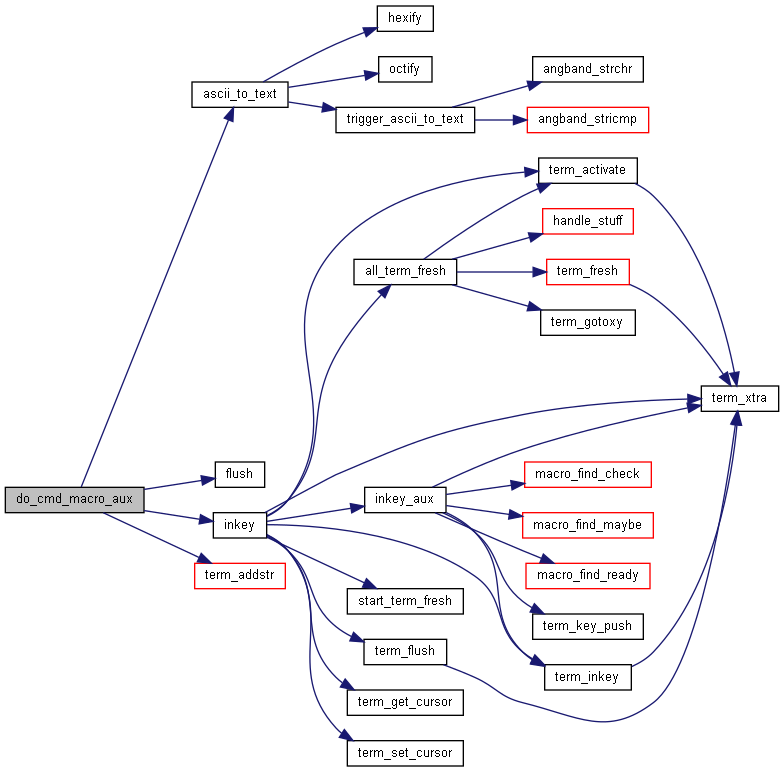 hexify
octify
angband_strchr
ascii_to_text
trigger_ascii_to_text
angband_stricmp
term_activate
handle_stuff
all_term_fresh
term_fresh
term_gotoxy
term_xtra
flush
macro_find_check
do_cmd_macro_aux
inkey_aux
inkey
macro_find_maybe
term_addstr
macro_find_ready
start_term_fresh
term_key_push
term_flush
term_inkey
term_get_cursor
term_set_cursor